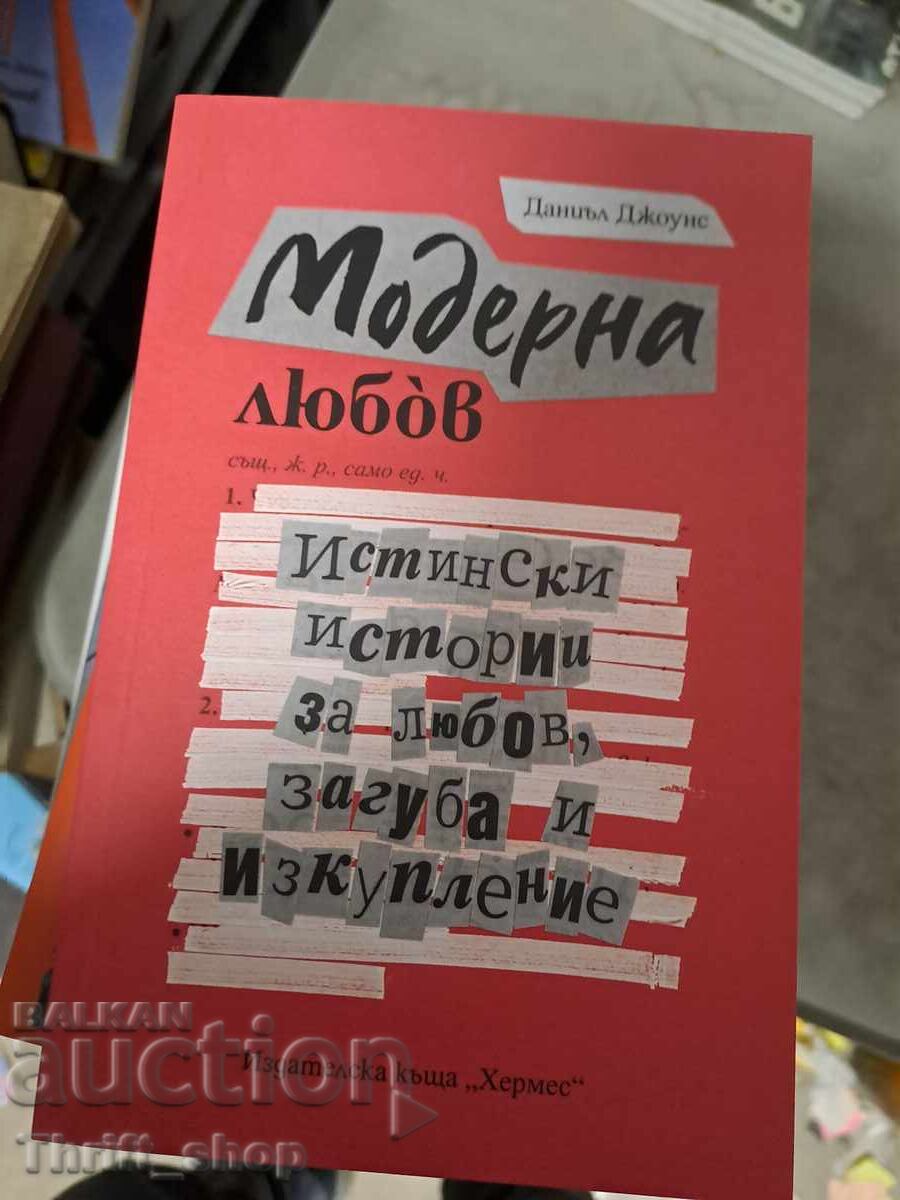 Даниъл Джоунс
Модерна
любо̀в
същ., ж. р., само ед. ч.
1.
Истински
истории
2.
за любов,
загуба и
изкупление
Издателска къща „Хермес“
BALKAN
auction
Thrift_shop